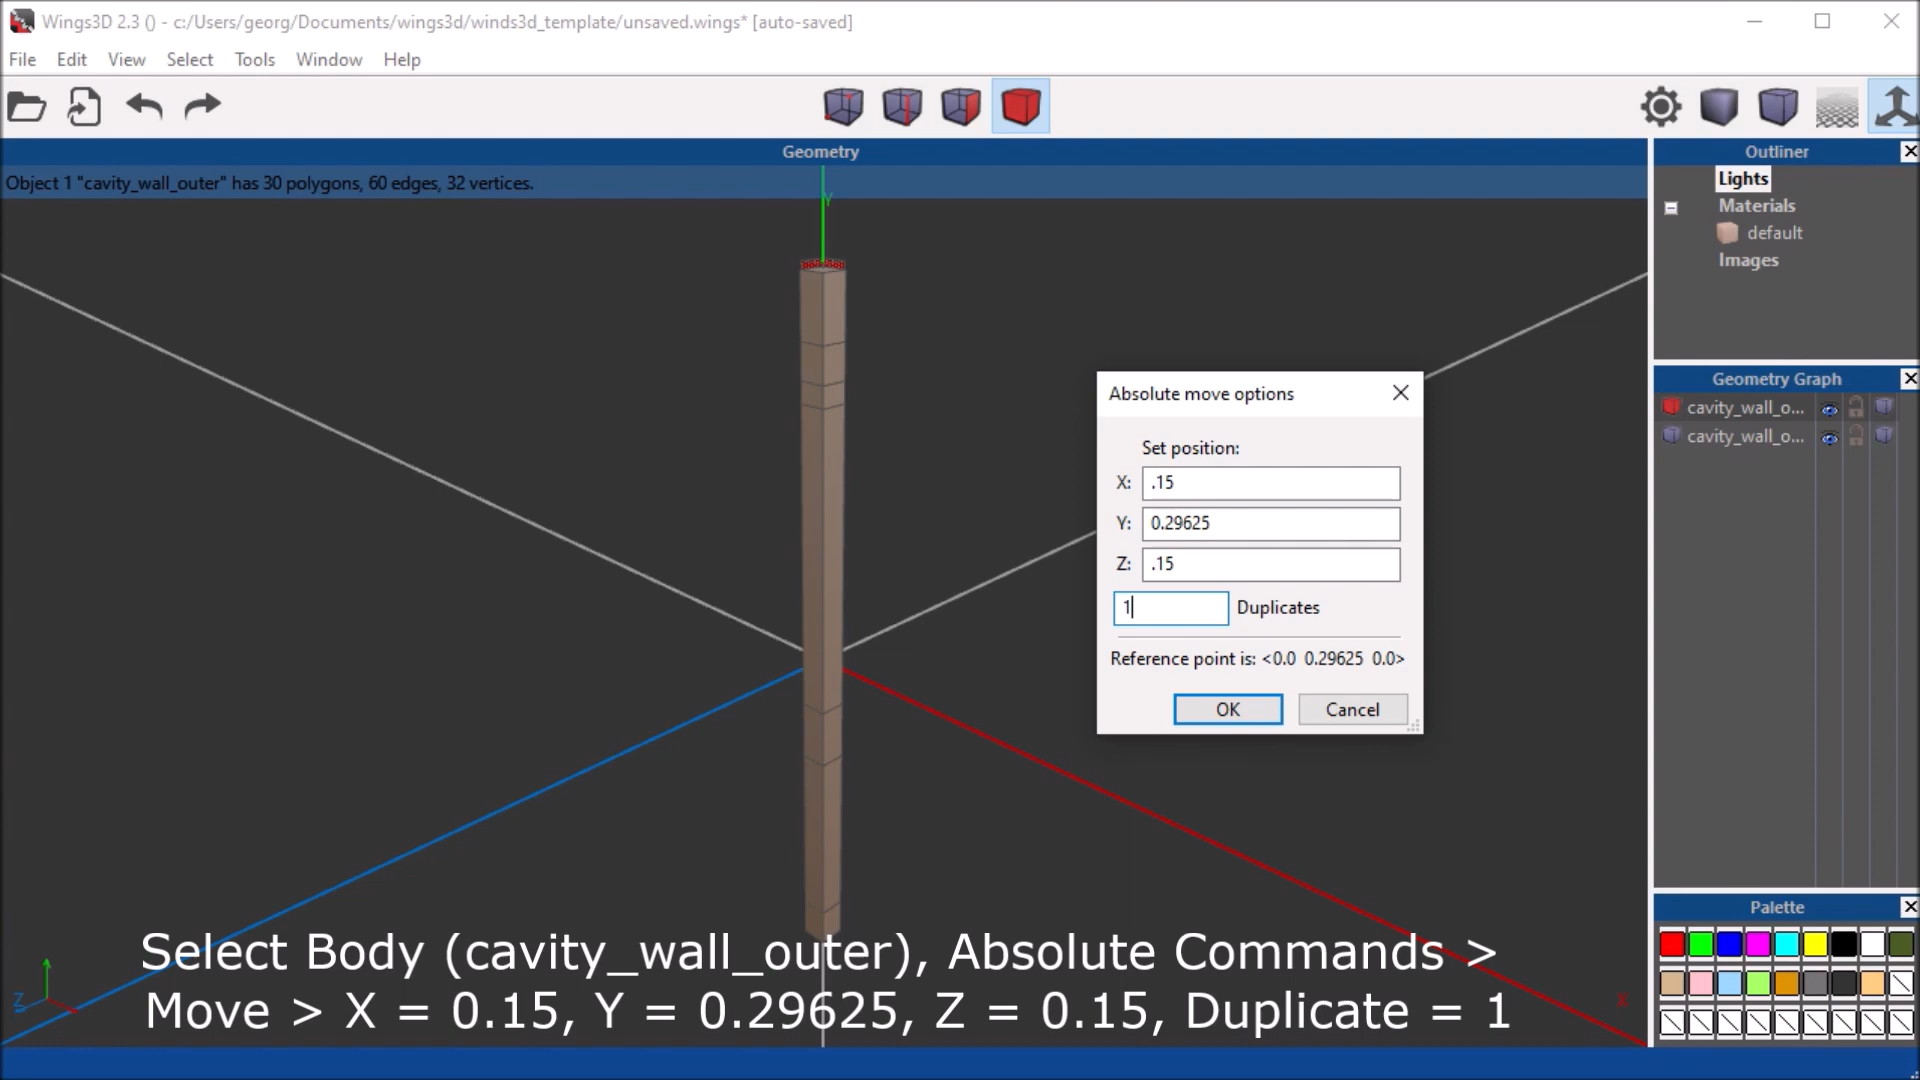 Wings3D 2.3 () - c:/Users/georg/Documents/wings3d/winds3d_template/unsaved.wings* [auto-saved]
File Edit View Select Tools Window Help
Geometry
Object 1 "cavity_wall_outer" has 30 polygons, 60 edges, 32 vertices.
Y
Outliner
Lights
Materials
default
Images
Geometry Graph
cavity_wall_o...
cavity_wall_o...
Absolute move options
Set position:
X: .15
Y: 0.29625
Z: .15
1 Duplicates
Reference point is: <0.0 0.29625 0.0>
OK Cancel
Palette
Z
X
Select Body (cavity_wall_outer), Absolute Commands >
Move > X = 0.15, Y = 0.29625, Z = 0.15, Duplicate = 1